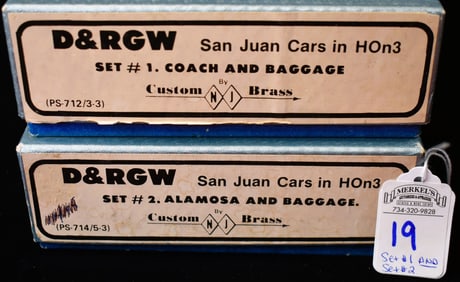 D&RGW San Juan Cars in HOn3
SET # 1. COACH AND BAGGAGE
By
Custom NJ Brass
(PS-712/3-3)
D&RGW San Juan Cars in HOn3
SET # 2. ALAMOSA AND BAGGAGE.
By
Custom NJ Brass
(PS-714/5-3)
MERKEL'S
734-320-9828
19
Set #1 AND
Set #2